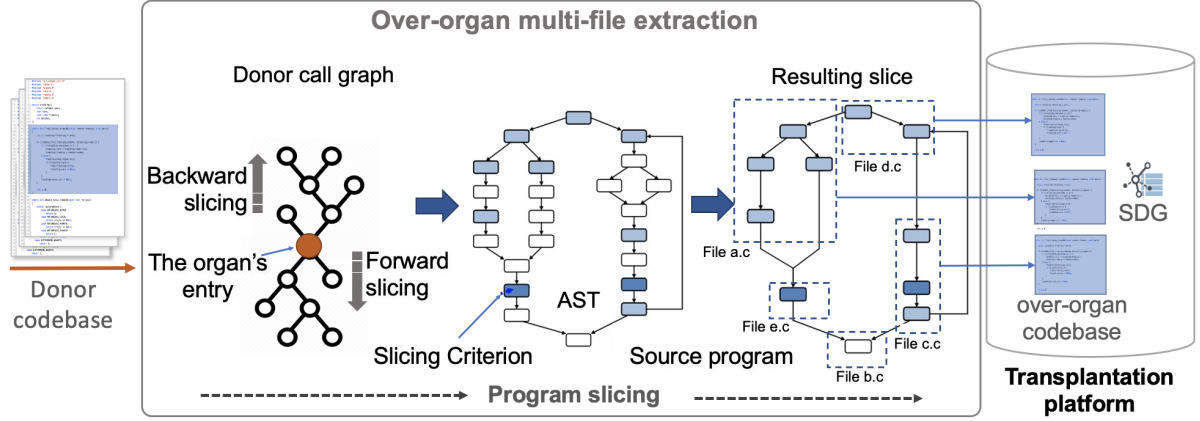 Over-organ multi-file extraction
Donor call graph
Resulting slice
Backward
slicing
File d.c
SDG
File a.c
The organ's
entry
Forward
slicing
AST
Donor
codebase
over-organ
codebase
File e.c
File c.c
Slicing Criterion
Source program
File b.c
Transplantation
platform
Program slicing